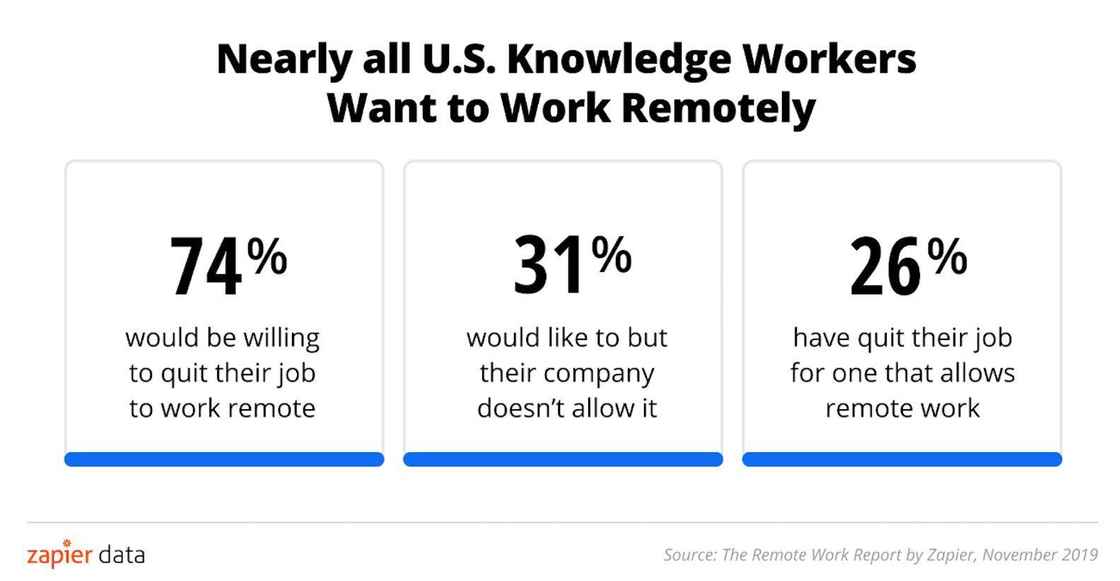 Nearly all U.S. Knowledge Workers
Want to Work Remotely
74%
would be willing
to quit their job
to work remote
31%
would like to but
their company
doesn’t allow it
26%
have quit their job
for one that allows
remote work
zapier data
Source: The Remote Work Report by Zapier, November 2019